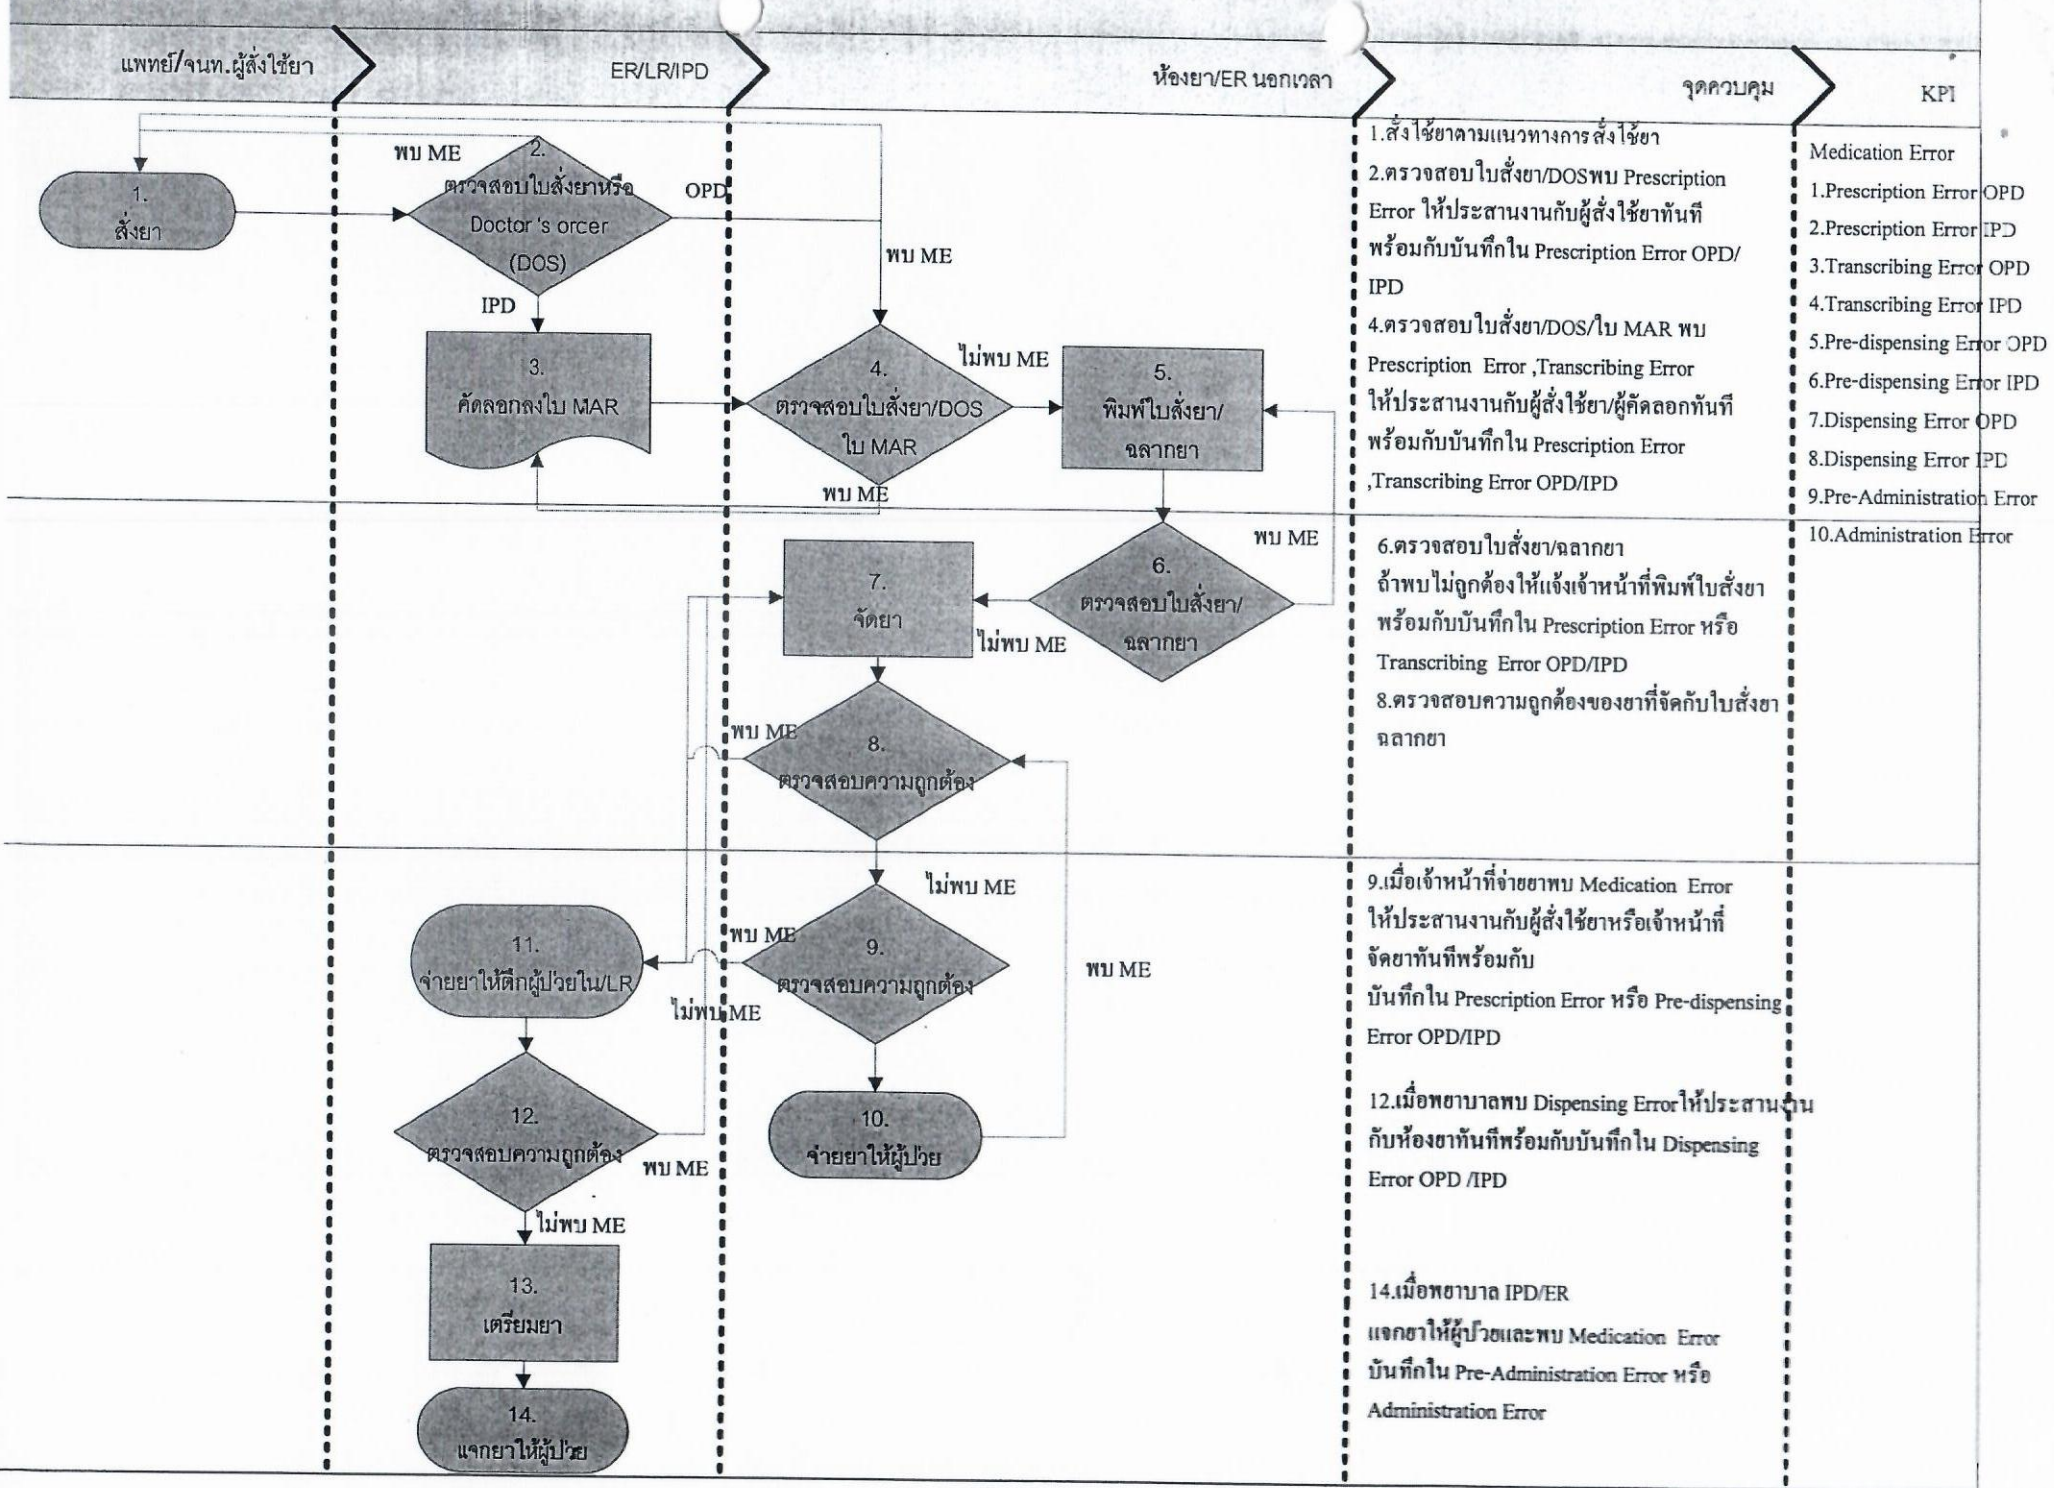 แพทย์/จนท.ผู้สั่งใช้ยา
ER/LR/IPD
ห้องยา/ER นอกเวลา
จุดควบคุม
KPI
1.
สั่งยา
พบ ME
2.
ตรวจสอบใบสั่งยาหรือ
Doctor 's orcer
(DOS)
OPD
IPD
พบ ME
3.
คัดลอกลงใบ MAR
4.
ตรวจสอบใบสั่งยา/DOS
ใบ MAR
ไม่พบ ME
พบ ME
5.
พิมพ์ใบสั่งยา/
ฉลากยา
พบ ME
6.
ตรวจสอบใบสั่งยา/
ฉลากยา
ไม่พบ ME
7.
จัดยา
พบ ME
8.
ตรวจสอบความถูกต้อง
ไม่พบ ME
พบ ME
9.
ตรวจสอบความถูกต้อง
พบ ME
ไม่พบ ME
10.
จ่ายยาให้ผู้ป่วย
11.
จ่ายยาให้ตึกผู้ป่วยใน/LR
12.
ตรวจสอบความถูกต้อง
พบ ME
ไม่พบ ME
13.
เตรียมยา
14.
แจกยาให้ผู้ป่วย
1.สั่งใช้ยาตามแนวทางการสั่งใช้ยา
2.ตรวจสอบใบสั่งยา/DOSพบ Prescription
Error ให้ประสานงานกับผู้สั่งใช้ยาทันที
พร้อมกับบันทึกใน Prescription Error OPD/
IPD
4.ตรวจสอบใบสั่งยา/DOS/ใบ MAR พบ
Prescription Error ,Transcribing Error
ให้ประสานงานกับผู้สั่งใช้ยา/ผู้คัดลอกทันที
พร้อมกับบันทึกใน Prescription Error
,Transcribing Error OPD/IPD
6.ตรวจสอบใบสั่งยา/ฉลากยา
ถ้าพบไม่ถูกต้องให้แจ้งเจ้าหน้าที่พิมพ์ใบสั่งยา
พร้อมกับบันทึกใน Prescription Error หรือ
Transcribing Error OPD/IPD
8.ตรวจสอบความถูกต้องของยาที่จัดกับใบสั่งยา
ฉลากยา
9.เมื่อเจ้าหน้าที่จ่ายยาพบ Medication Error
ให้ประสานงานกับผู้สั่งใช้ยาหรือเจ้าหน้าที่
จัดยาทันทีพร้อมกับ
บันทึกใน Prescription Error หรือ Pre-dispensing
Error OPD/IPD
12.เมื่อพยาบาลพบ Dispensing Errorให้ประสานงาน
กับห้องยาทันทีพร้อมกับบันทึกใน Dispensing
Error OPD /IPD
14.เมื่อพยาบาล IPD/ER
แจกยาให้ผู้ป่วยและพบ Medication Error
บันทึกใน Pre-Administration Error หรือ
Administration Error
Medication Error
1.Prescription Error OPD
2.Prescription Error IPD
3.Transcribing Error OPD
4.Transcribing Error IPD
5.Pre-dispensing Error OPD
6.Pre-dispensing Error IPD
7.Dispensing Error OPD
8.Dispensing Error IPD
9.Pre-Administration Error
10.Administration Error